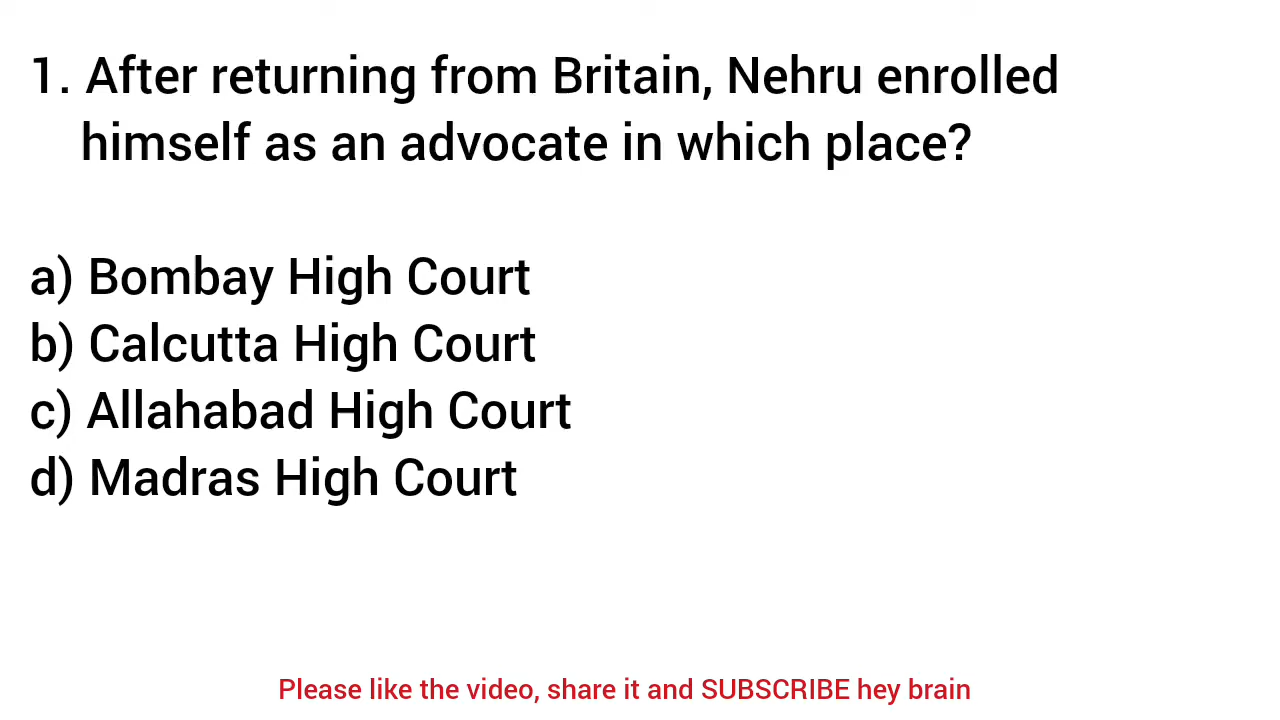 1. After returning from Britain, Nehru enrolled
himself as an advocate in which place?
a) Bombay High Court
b) Calcutta High Court
c) Allahabad High Court
d) Madras High Court
Please like the video, share it and SUBSCRIBE hey brain